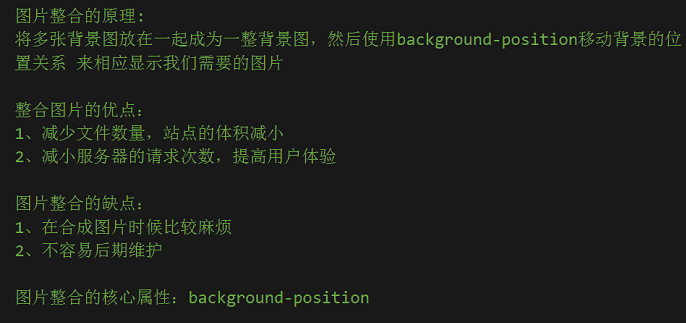 图片整合的原理:
将多张背景图放在一起成为一整背景图，然后使用background-position移动背景的位
置关系 来相应显示我们需要的图片
整合图片的优点:
1、减少文件数量，站点的体积减小
2、减小服务器的请求次数，提高用户体验
图片整合的缺点:
1、在合成图片时候比较麻烦
2、不容易后期维护
图片整合的核心属性：background-position